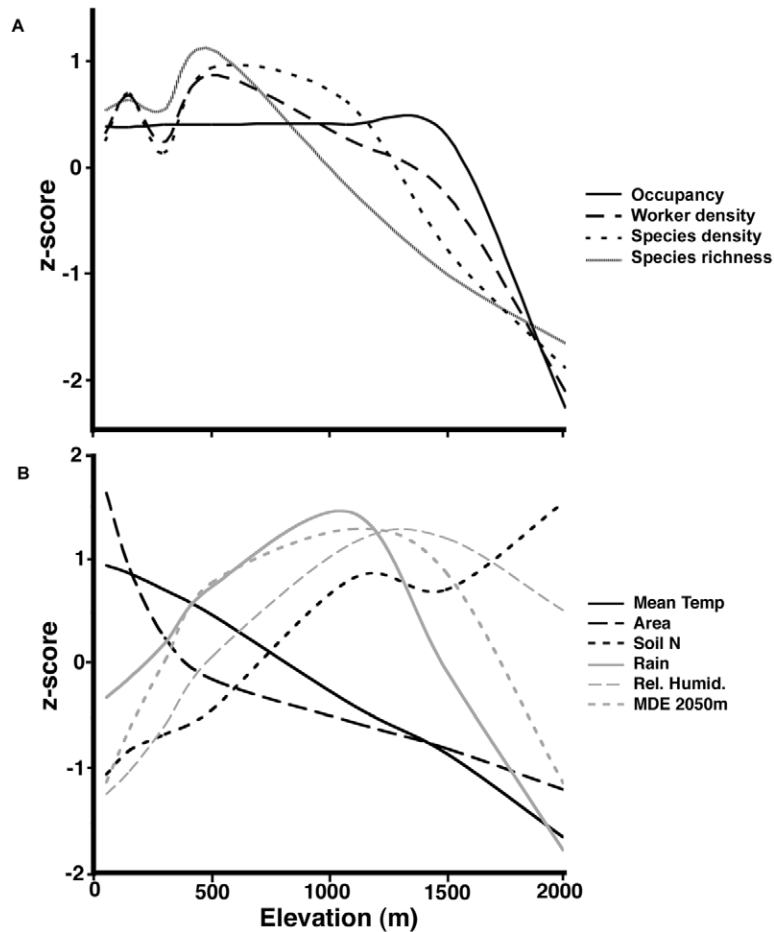 A
1
0
-1
-2
z-score
Occupancy
Worker density
Species density
Species richness
B
2
1
0
-1
-2
z-score
Mean Temp
Area
Soil N
Rain
Rel. Humid.
MDE 2050m
0 500 1000 1500 2000
Elevation (m)